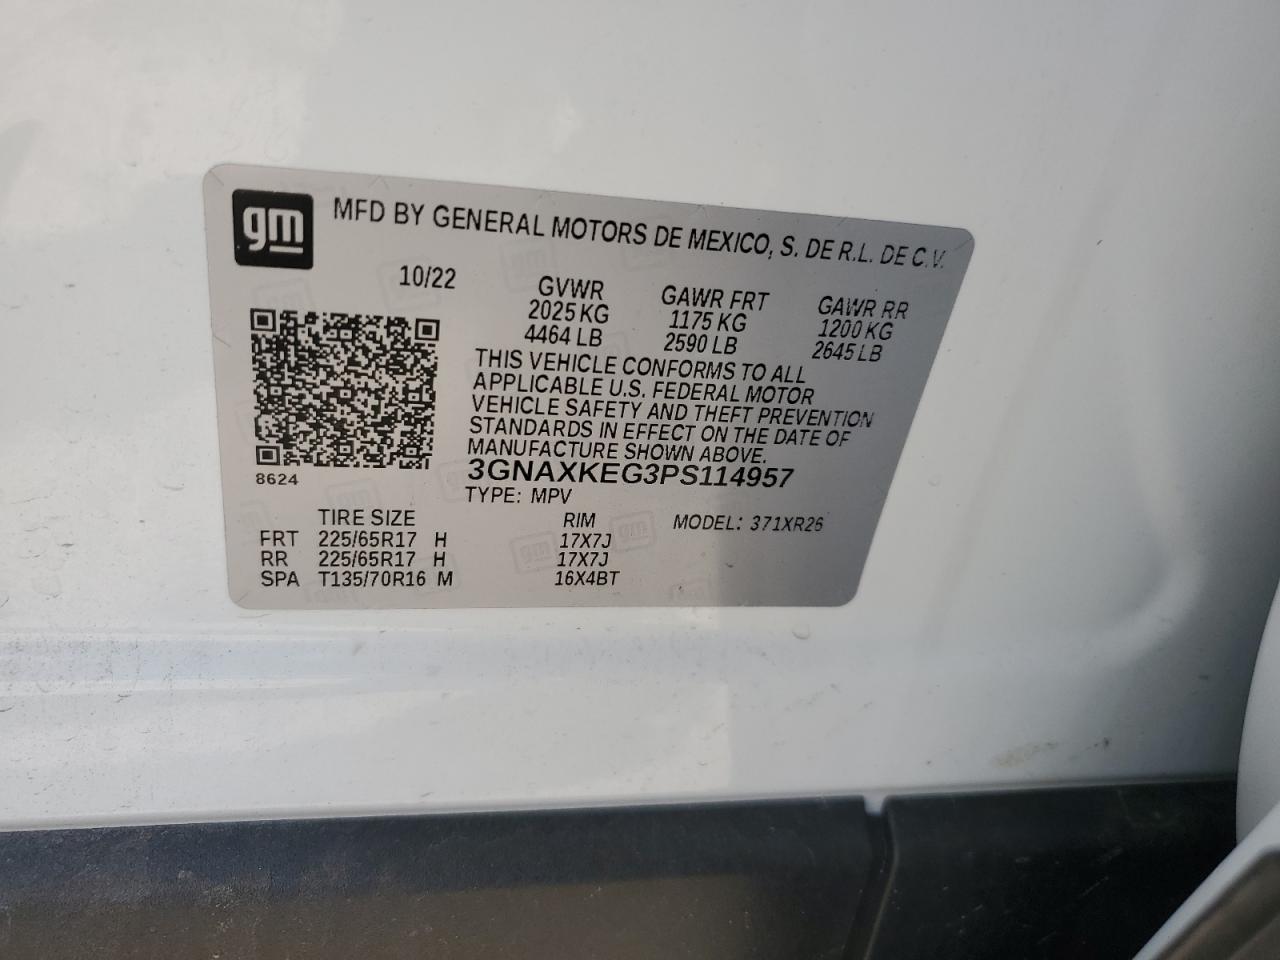 gm
MFD BY GENERAL MOTORS DE MEXICO, S. DE R.L. DE C.V.
10/22
GVWR GAWR FRT GAWR RR
2025 KG 1175 KG 1200 KG
4464 LB 2590 LB 2645 LB
THIS VEHICLE CONFORMS TO ALL
APPLICABLE U.S. FEDERAL MOTOR
VEHICLE SAFETY AND THEFT PREVENTION
STANDARDS IN EFFECT ON THE DATE OF
MANUFACTURE SHOWN ABOVE.
3GNAXKEG3PS114957
8624
TYPE: MPV
MODEL: 371XR26
TIRE SIZE RIM
FRT 225/65R17 H 17X7J
RR 225/65R17 H 17X7J
SPA T135/70R16 M 16X4BT